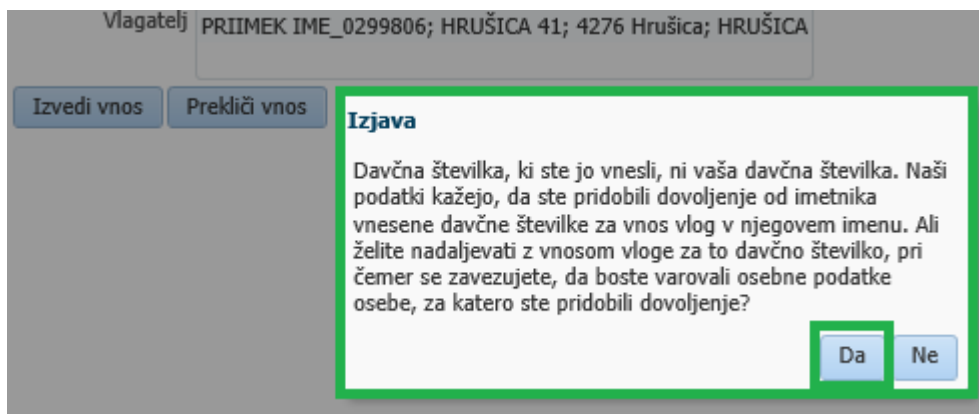 Vlagatelj
PRIIMEK IME_0299806; HRUŠICA 41; 4276 Hrušica; HRUŠICA
Izvedi vnos
Prekliči vnos
Izjava
Davčna številka, ki ste jo vnesli, ni vaša davčna številka. Naši
podatki kažejo, da ste pridobili dovoljenje od imetnika
vnesene davčne številke za vnos vlog v njegovem imenu. Ali
želite nadaljevati z vnosom vloge za to davčno številko, pri
čemer se zavezujete, da boste varovali osebne podatke
osebe, za katero ste pridobili dovoljenje?
Da
Ne